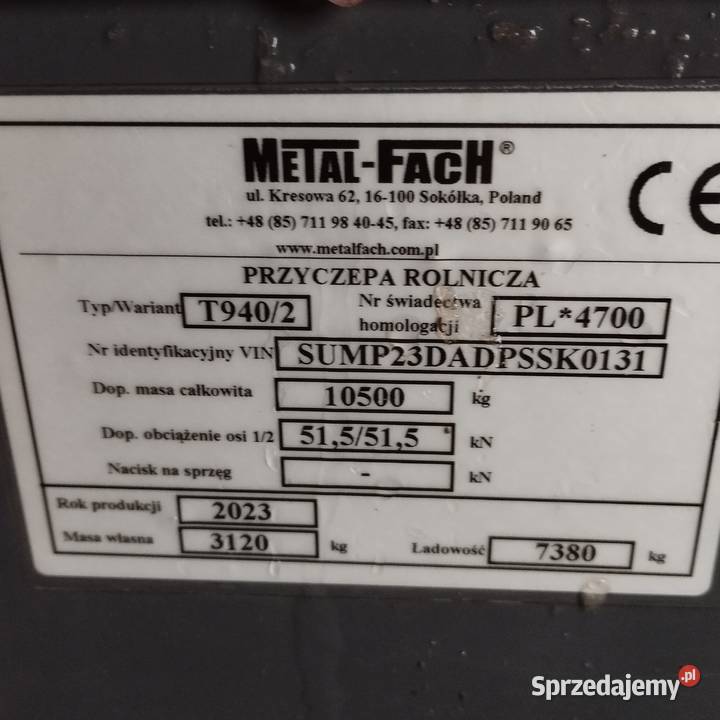 METAL-FACH®
ul. Kresowa 62, 16-100 Sokółka, Poland
tel.: +48 (85) 711 98 40-45, fax: +48 (85) 711 90 65
www.metalfach.com.pl
CE
PRZYCZEPA ROLNICZA
Typ/Wariant T940/2 Nr świadectwa homologacji PL*4700
Nr identyfikacyjny VIN SUMP23DADPSSK0131
Dop. masa całkowita 10500 kg
Dop. obciążenie osi 1/2 51,5/51,5 kN
Nacisk na sprzęg - kN
Rok produkcji 2023
Masa własna 3120 kg Ładowość 7380 kg
Sprzedajemy.pl